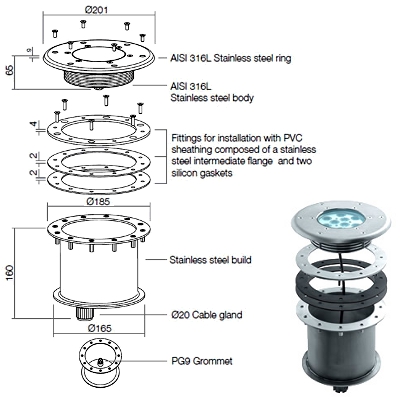 Ø201
9
AISI 316L Stainless steel ring
65
AISI 316L
Stainless steel body
4
Fittings for installation with PVC
sheathing composed of a stainless
steel intermediate flange and two
silicon gaskets
2
2
Ø185
160
Stainless steel build
Ø20 Cable gland
Ø165
PG9 Grommet